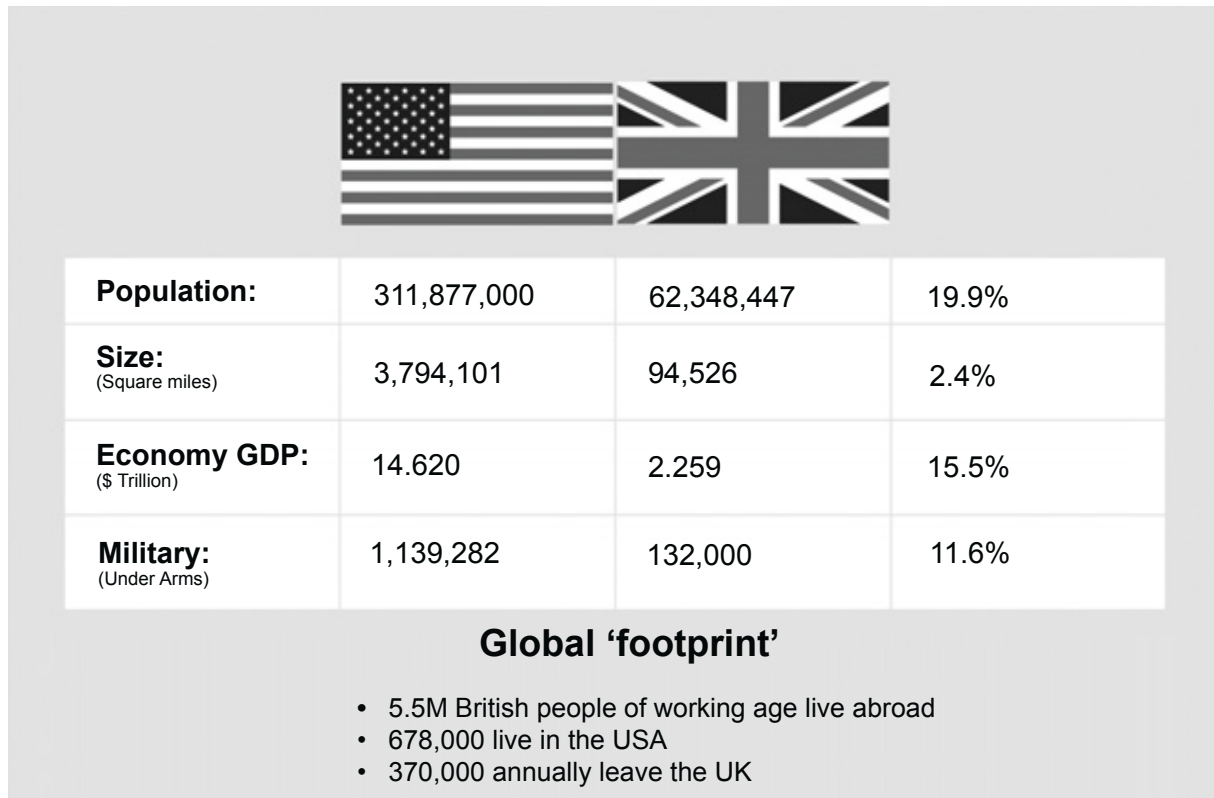 Population: 311,877,000 62,348,447 19.9%
Size: 3,794,101 94,526 2.4%
(Square miles)
Economy GDP: 14.620 2.259 15.5%
($ Trillion)
Military: 1,139,282 132,000 11.6%
(Under Arms)
Global ‘footprint’
• 5.5M British people of working age live abroad
• 678,000 live in the USA
• 370,000 annually leave the UK